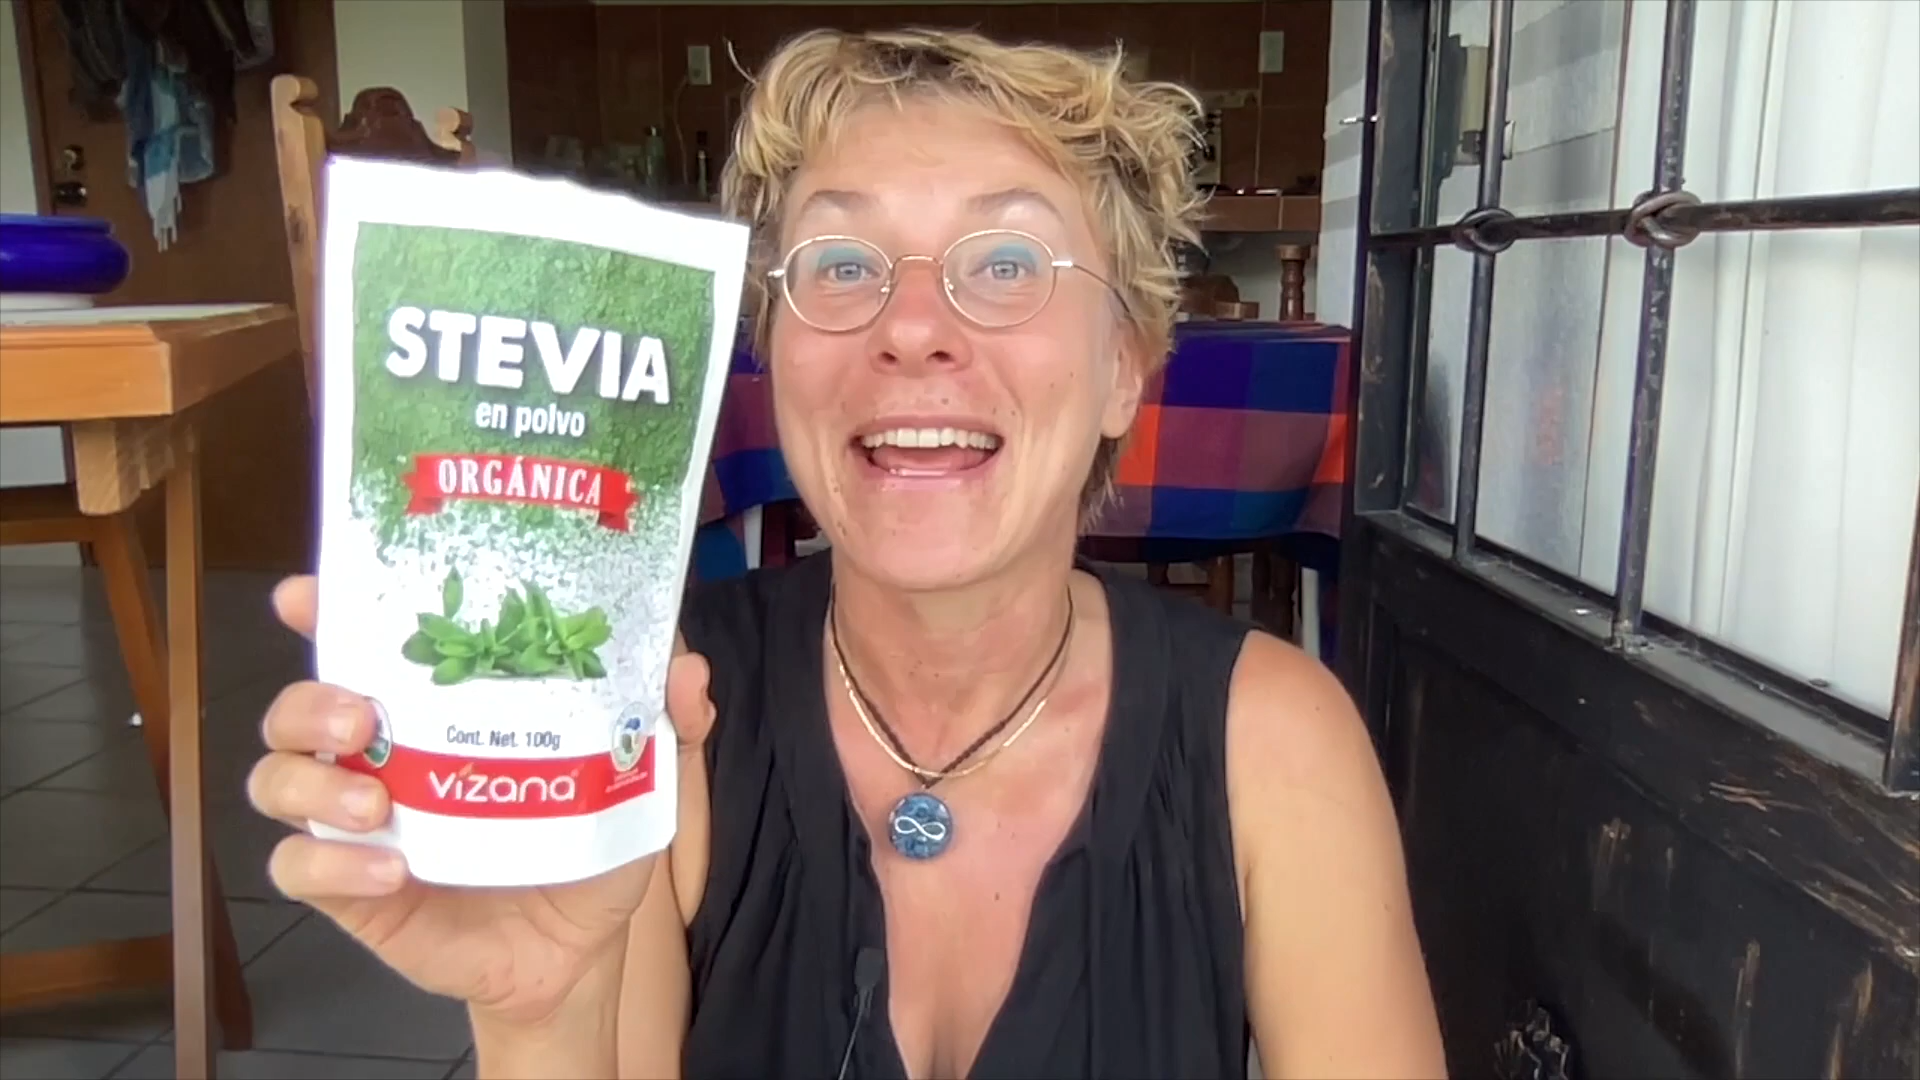 STEVIA
en polvo
ORGÁNICA
Cont. Net. 100g
vizana